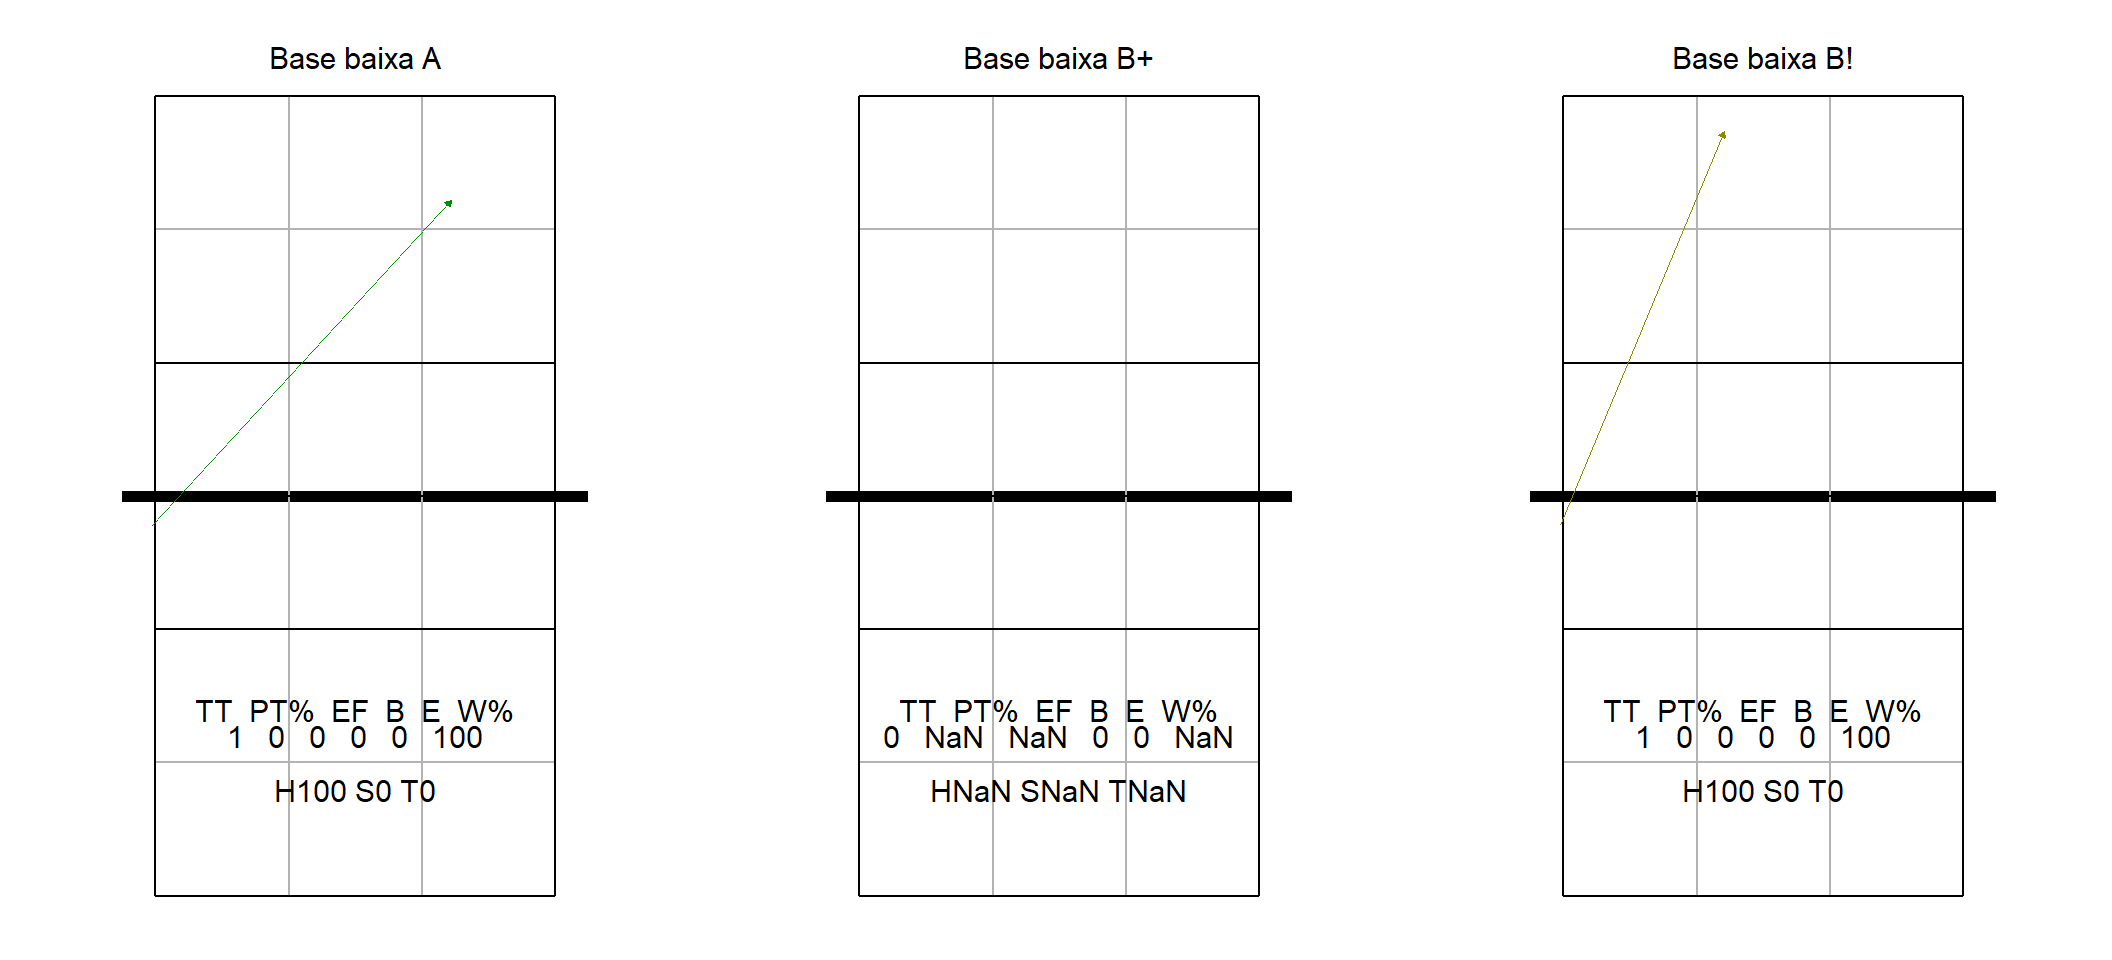 Base baixa A
TT PT% EF B E W%
1 0 0 0 0 100
H100 S0 T0
Base baixa B+
TT PT% EF B E W%
0 NaN NaN 0 0 NaN
HNaN SNaN TNaN
Base baixa B!
TT PT% EF B E W%
1 0 0 0 0 100
H100 S0 T0